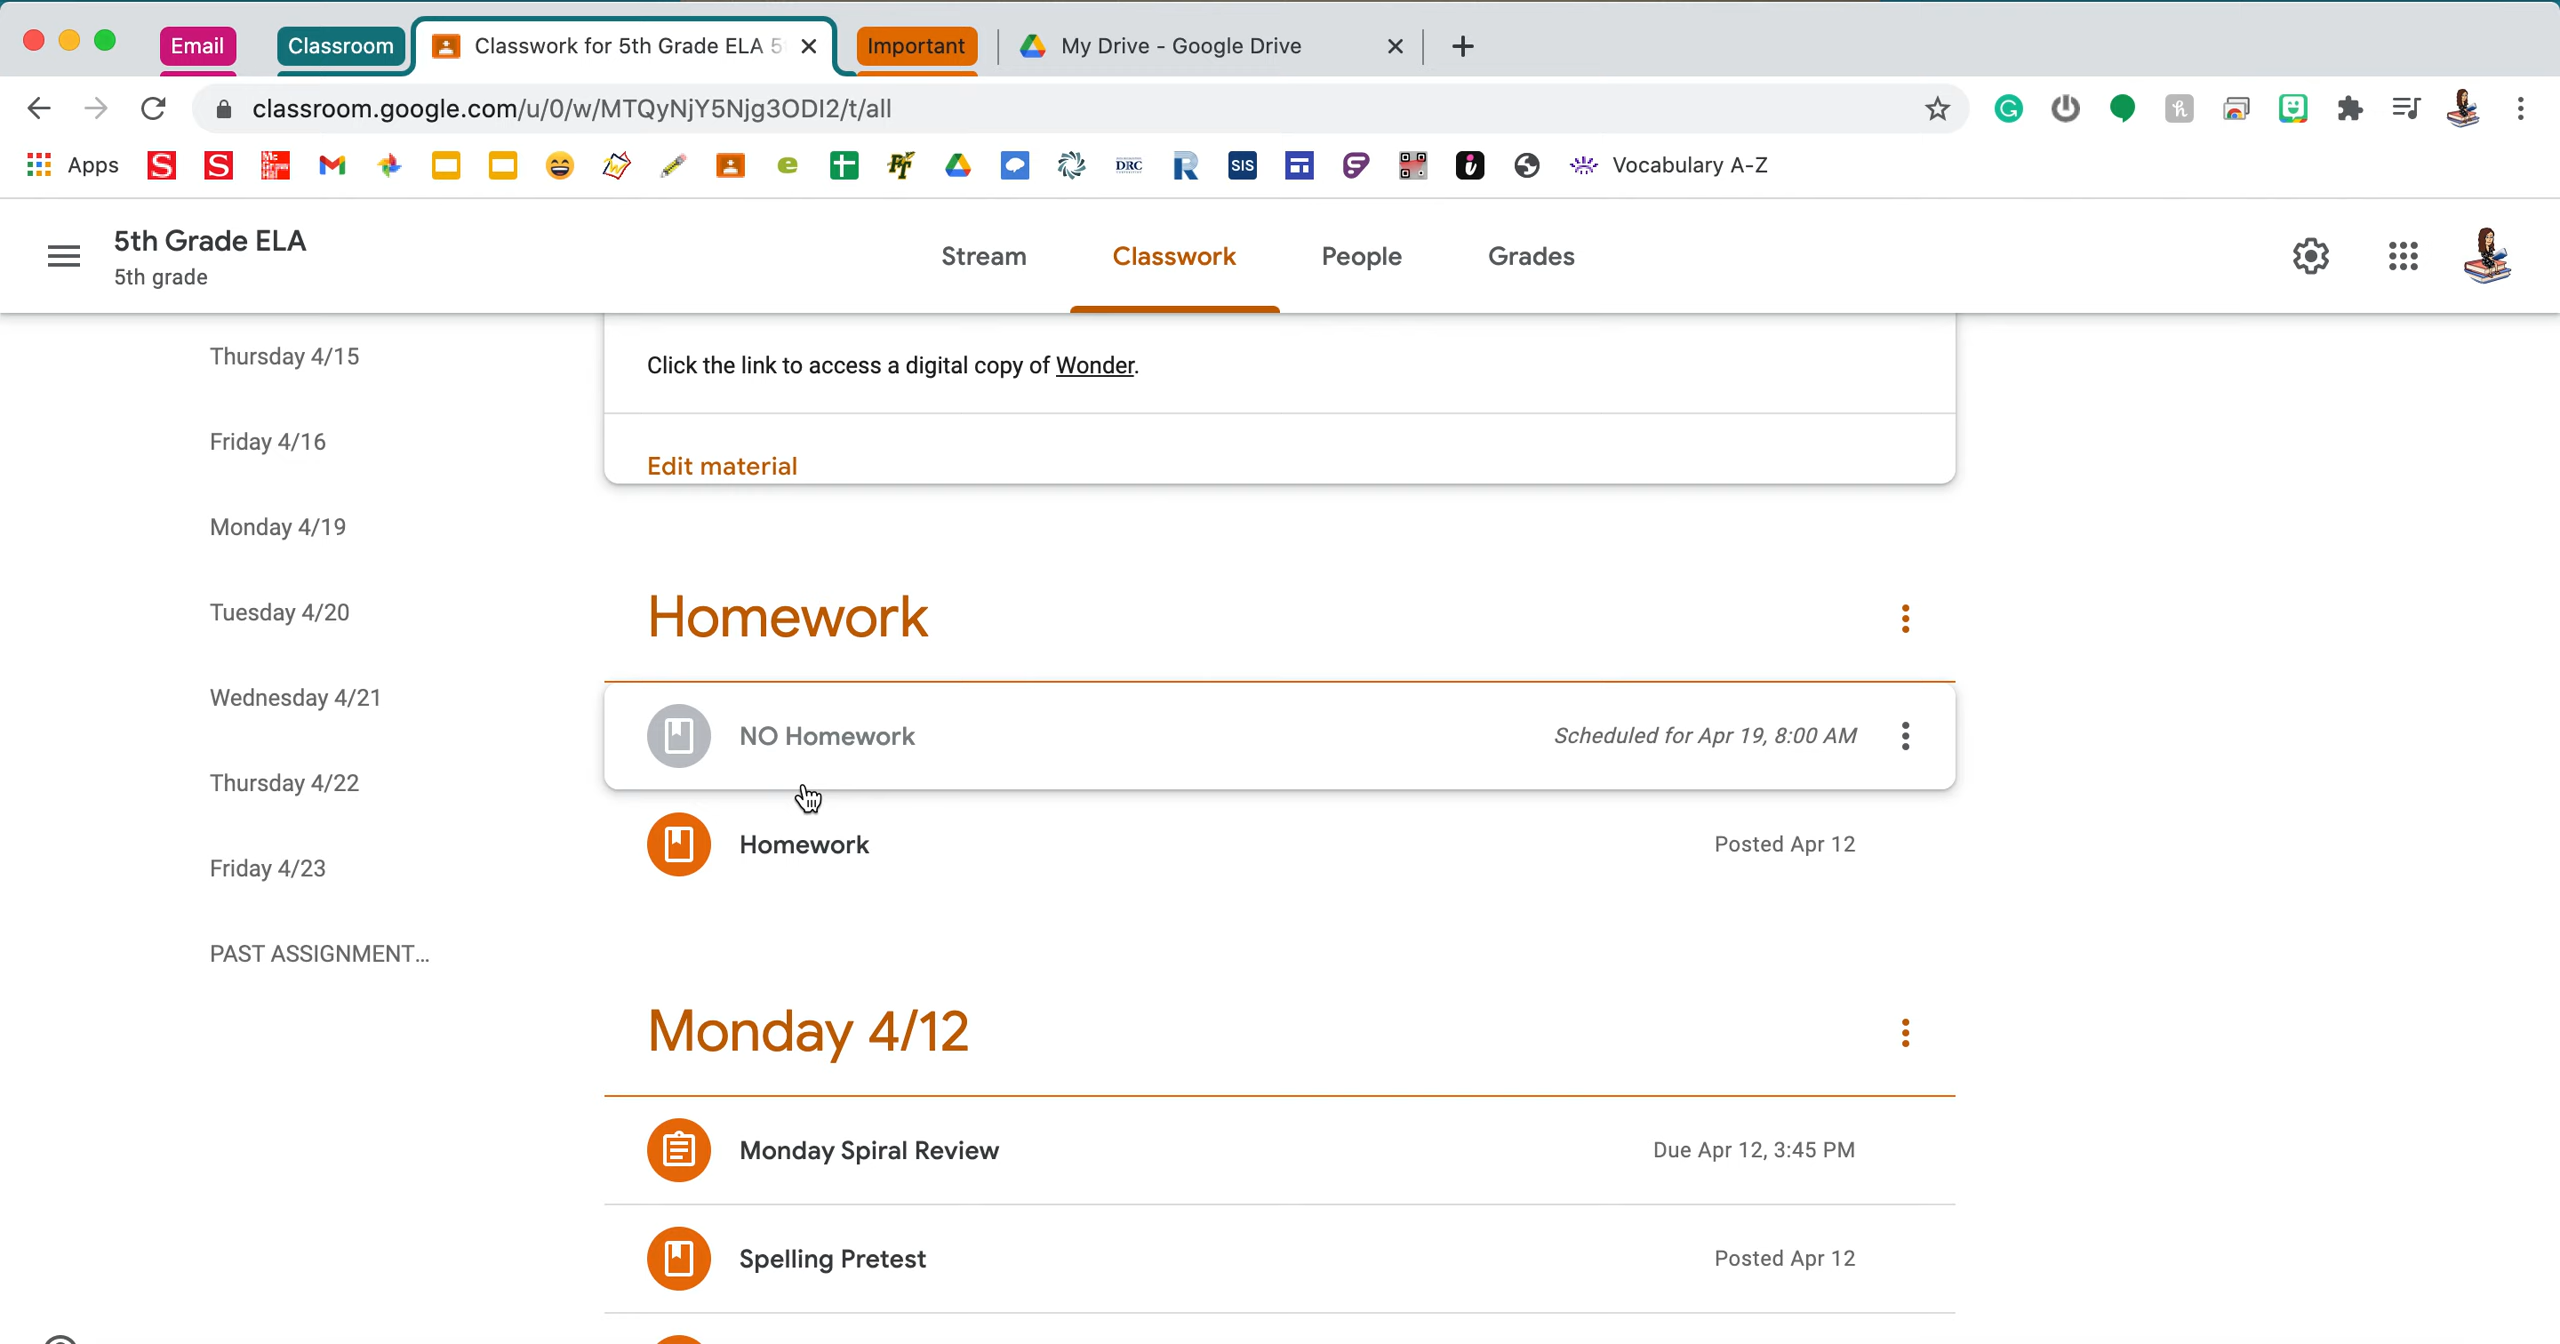 Email
Classroom
Classwork for 5th Grade ELA 5
Important
My Drive - Google Drive
classroom.google.com/u/0/w/MTQyNjY5Njg3ODI2/t/all
Apps
Mc Graw Hill
DRC
SIS
Vocabulary A-Z
5th Grade ELA
5th grade
Stream
Classwork
People
Grades
Thursday 4/15
Friday 4/16
Monday 4/19
Tuesday 4/20
Wednesday 4/21
Thursday 4/22
Friday 4/23
PAST ASSIGNMENT...
Click the link to access a digital copy of Wonder.
Edit material
Homework
NO Homework
Scheduled for Apr 19, 8:00 AM
Homework
Posted Apr 12
Monday 4/12
Monday Spiral Review
Due Apr 12, 3:45 PM
Spelling Pretest
Posted Apr 12